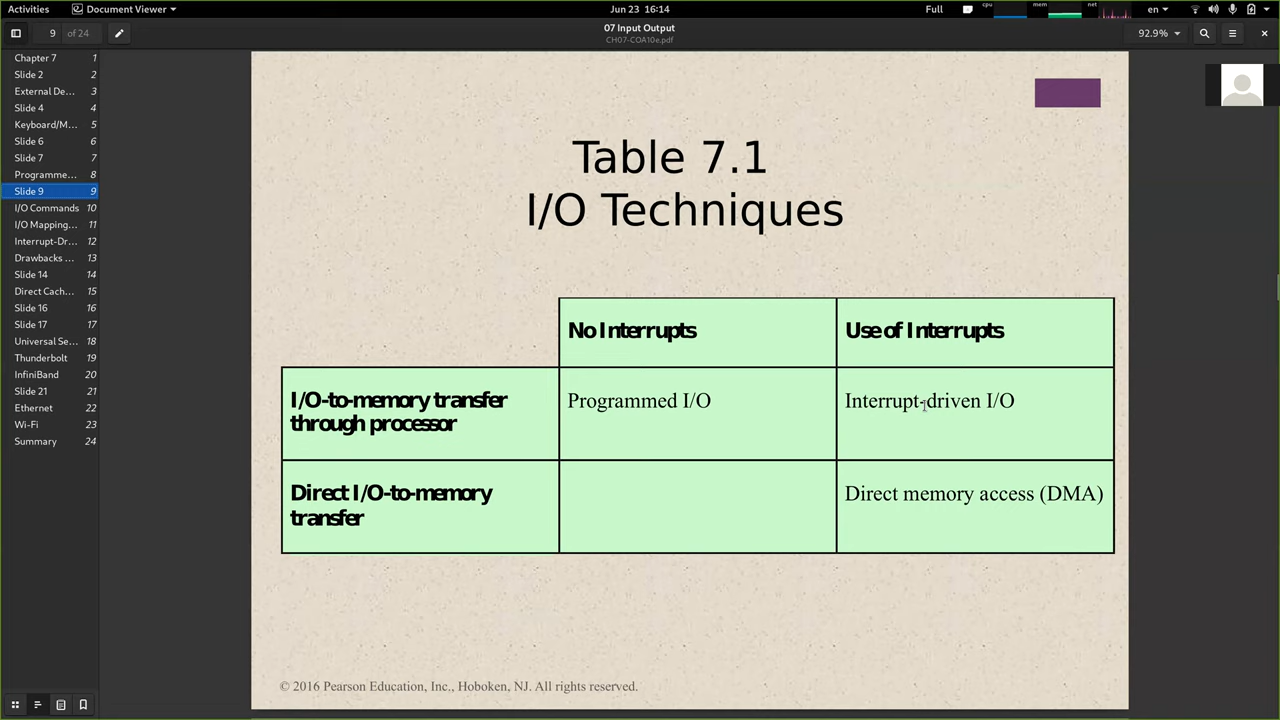 Activities
Document Viewer
Jun 23 16:14
Full
cpu
mem
net
en
9 of 24
07 Input Output
CH07-COA10e.pdf
92.9%
Chapter 7 1
Slide 2 2
External De... 3
Slide 4 4
Keyboard/M... 5
Slide 6 6
Slide 7 7
Programme... 8
Slide 9 9
I/O Commands 10
I/O Mapping... 11
Interrupt-Dr... 12
Drawbacks ... 13
Slide 14 14
Direct Cach... 15
Slide 16 16
Slide 17 17
Universal Se... 18
Thunderbolt 19
InfiniBand 20
Slide 21 21
Ethernet 22
Wi-Fi 23
Summary 24
Table 7.1
I/O Techniques
No Interrupts
Use of Interrupts
I/O-to-memory transfer
through processor
Programmed I/O
Interrupt-driven I/O
Direct I/O-to-memory
transfer
Direct memory access (DMA)
© 2016 Pearson Education, Inc., Hoboken, NJ. All rights reserved.